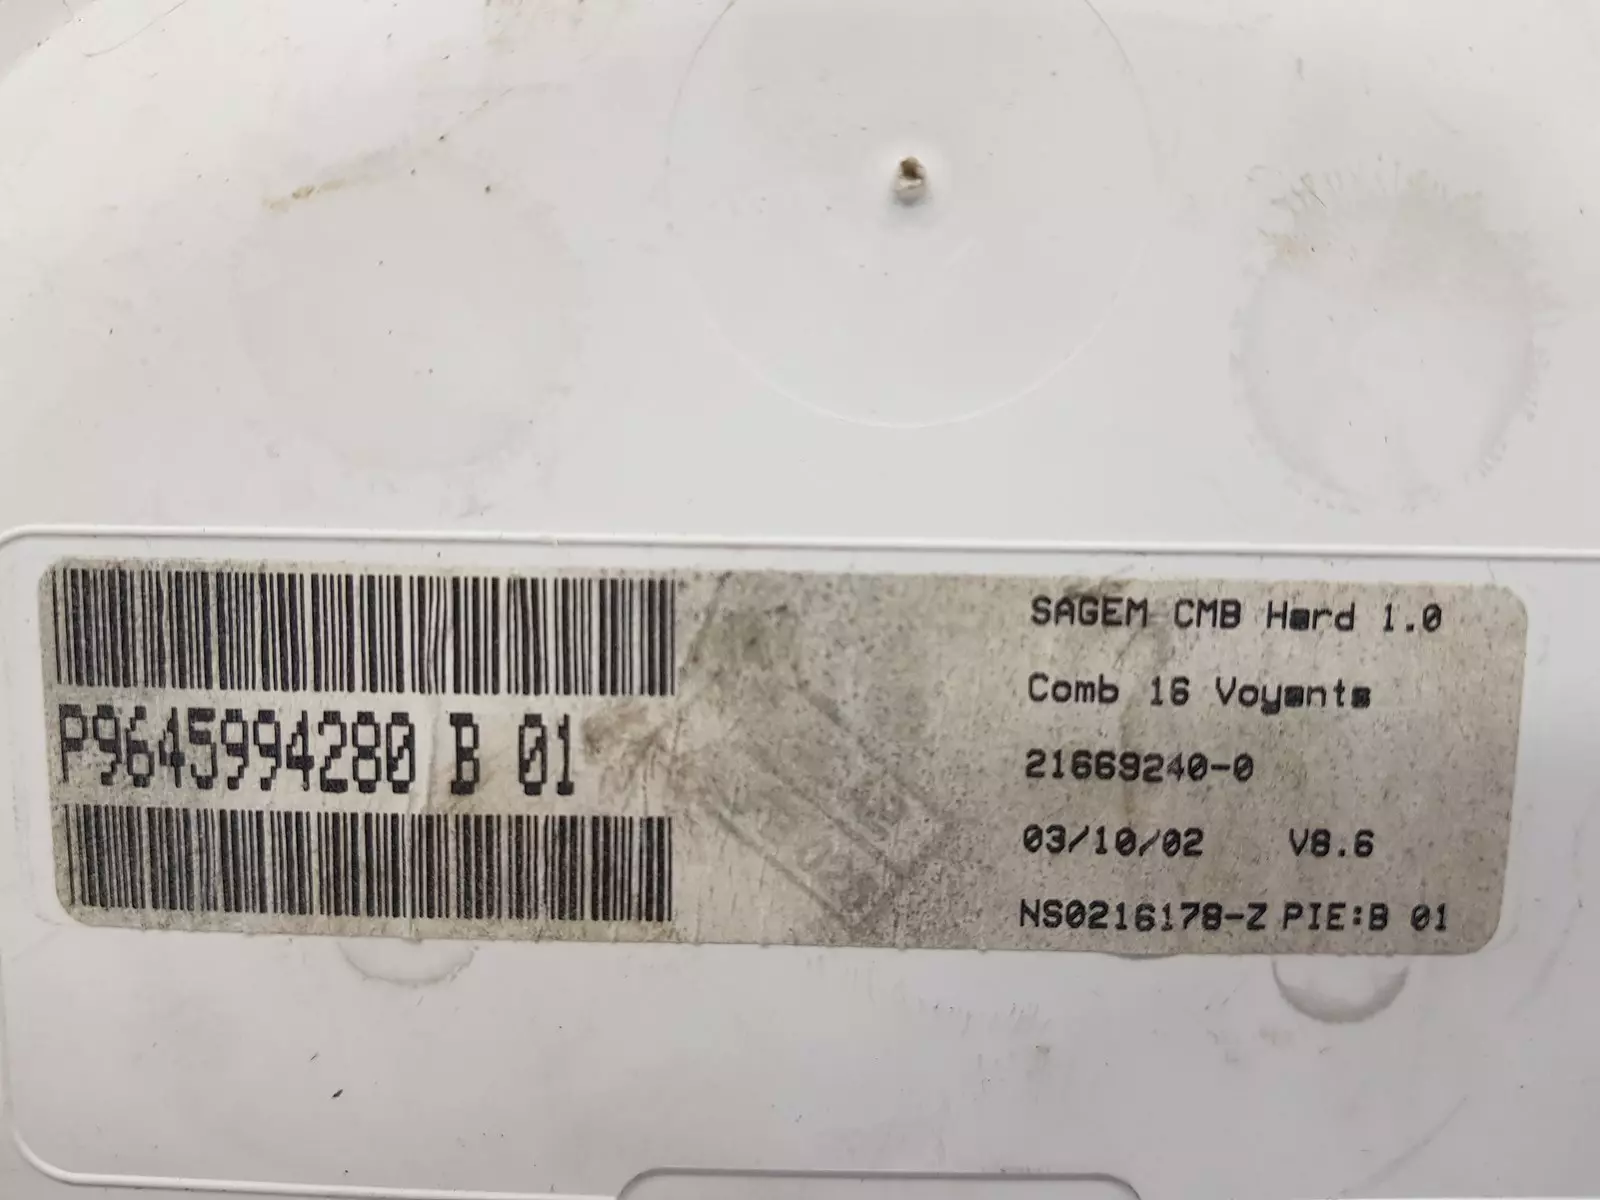 P9645994280 B 01
SAGEM CMB Hard 1.0
Comb 16 Voyants
21669240-0
03/10/02 V8.6
NS0216178-Z PIE:B 01